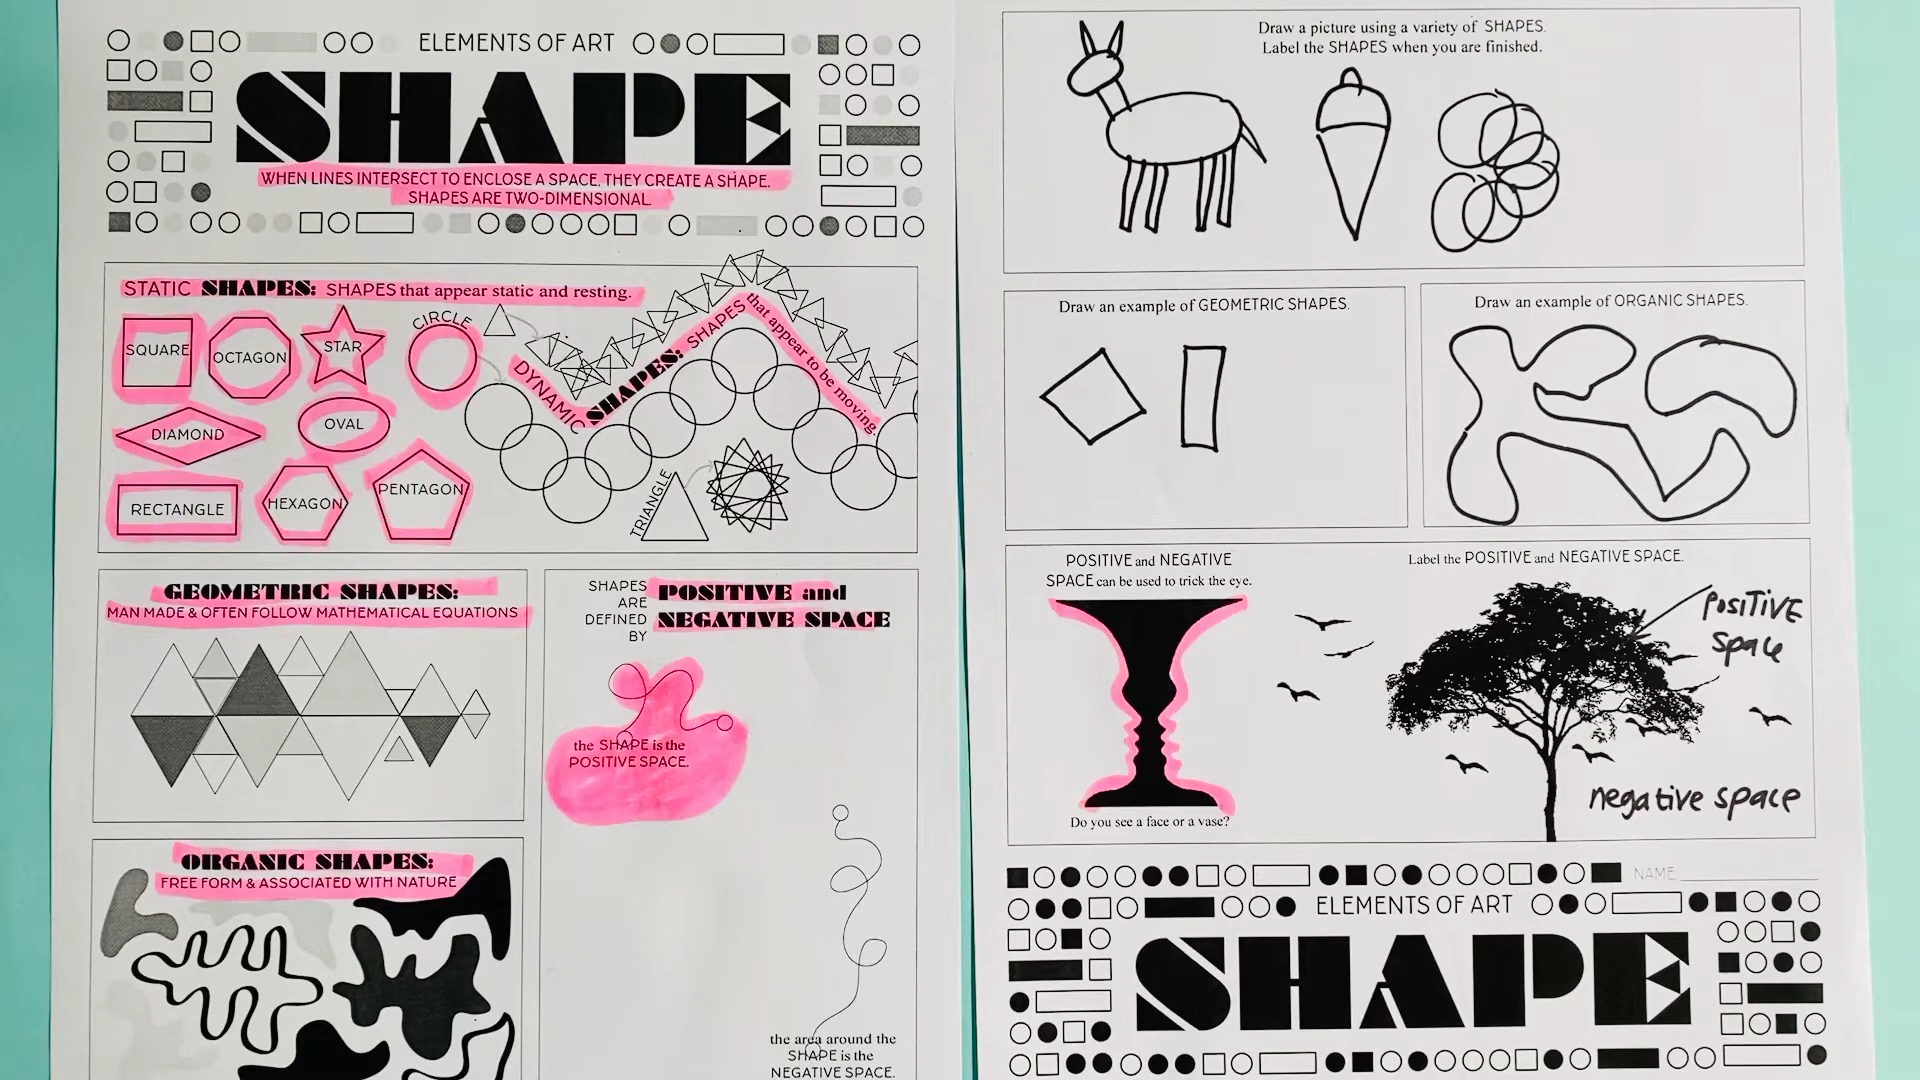 ELEMENTS OF ART
SHAPE
WHEN LINES INTERSECT TO ENCLOSE A SPACE, THEY CREATE A SHAPE.
SHAPES ARE TWO-DIMENSIONAL.
STATIC SHAPES: SHAPES that appear static and resting.
SQUARE
OCTAGON
STAR
CIRCLE
DIAMOND
OVAL
RECTANGLE
HEXAGON
PENTAGON
DYNAMIC SHAPES: SHAPES that appear to be moving.
TRIANGLE
GEOMETRIC SHAPES:
MAN MADE & OFTEN FOLLOW MATHEMATICAL EQUATIONS
SHAPES
ARE
DEFINED
BY
POSITIVE and
NEGATIVE SPACE
the SHAPE is the
POSITIVE SPACE.
the area around the
SHAPE is the
NEGATIVE SPACE.
ORGANIC SHAPES:
FREE FORM & ASSOCIATED WITH NATURE
Draw a picture using a variety of SHAPES.
Label the SHAPES when you are finished.
Draw an example of GEOMETRIC SHAPES.
Draw an example of ORGANIC SHAPES.
POSITIVE and NEGATIVE
SPACE can be used to trick the eye.
Do you see a face or a vase?
Label the POSITIVE and NEGATIVE SPACE.
POSITIVE
space
negative space
NAME
ELEMENTS OF ART
SHAPE